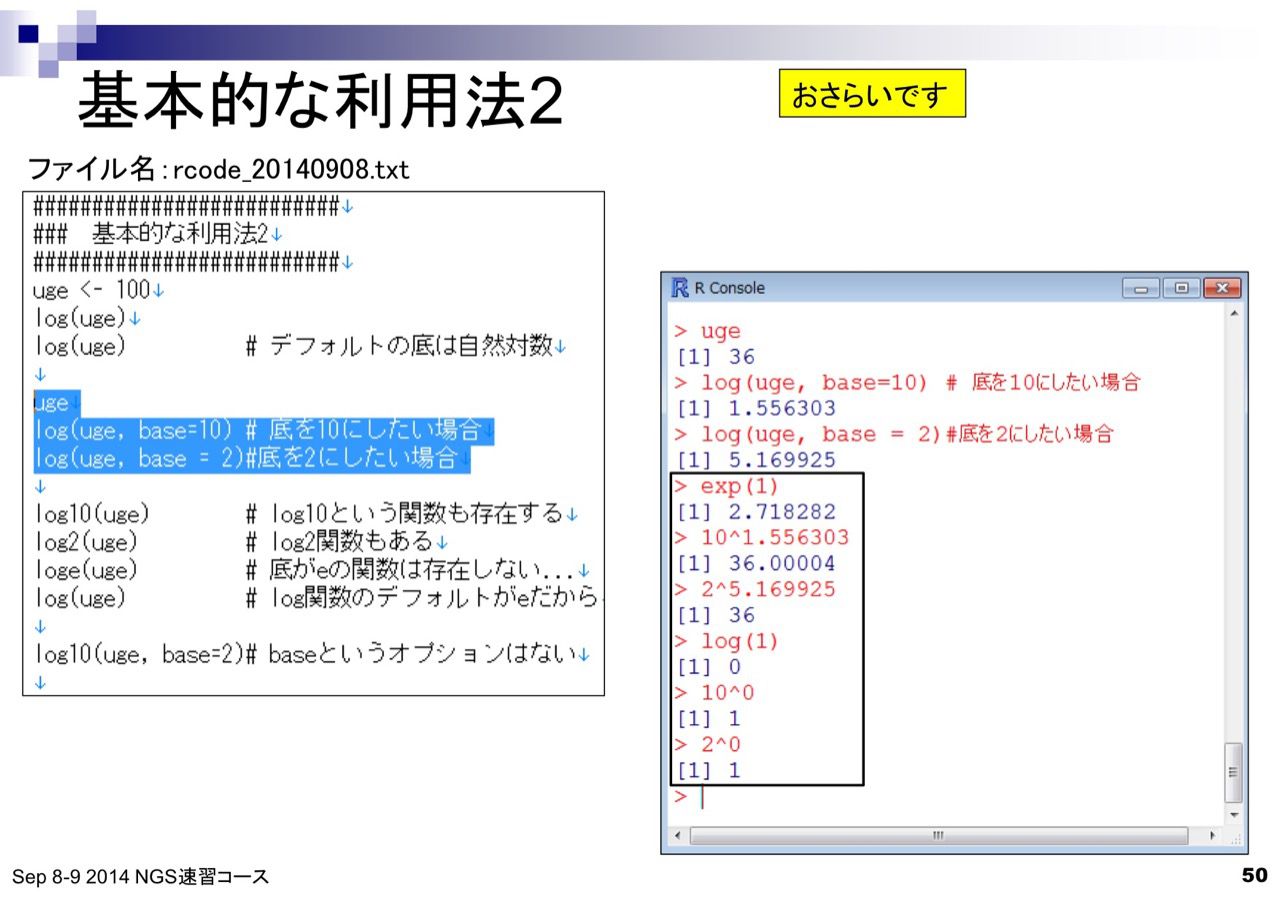 基本的な利用法2
おさらいです
ファイル名：rcode_20140908.txt
##########################↓
###　基本的な利用法2↓
##########################↓
uge <- 100↓
log(uge)↓
log(uge) # デフォルトの底は自然対数↓
↓
uge↓
log(uge, base=10) # 底を10にしたい場合↓
log(uge, base = 2)#底を2にしたい場合↓
↓
log10(uge) # log10という関数も存在する↓
log2(uge) # log2関数もある↓
loge(uge) # 底がeの関数は存在しない...↓
log(uge) # log関数のデフォルトがeだから
↓
log10(uge, base=2)# baseというオプションはない↓
↓
R Console
> uge
[1] 36
> log(uge, base=10) # 底を10にしたい場合
[1] 1.556303
> log(uge, base = 2)#底を2にしたい場合
[1] 5.169925
> exp(1)
[1] 2.718282
> 10^1.556303
[1] 36.00004
> 2^5.169925
[1] 36
> log(1)
[1] 0
> 10^0
[1] 1
> 2^0
[1] 1
>
Sep 8-9 2014 NGS速習コース
50